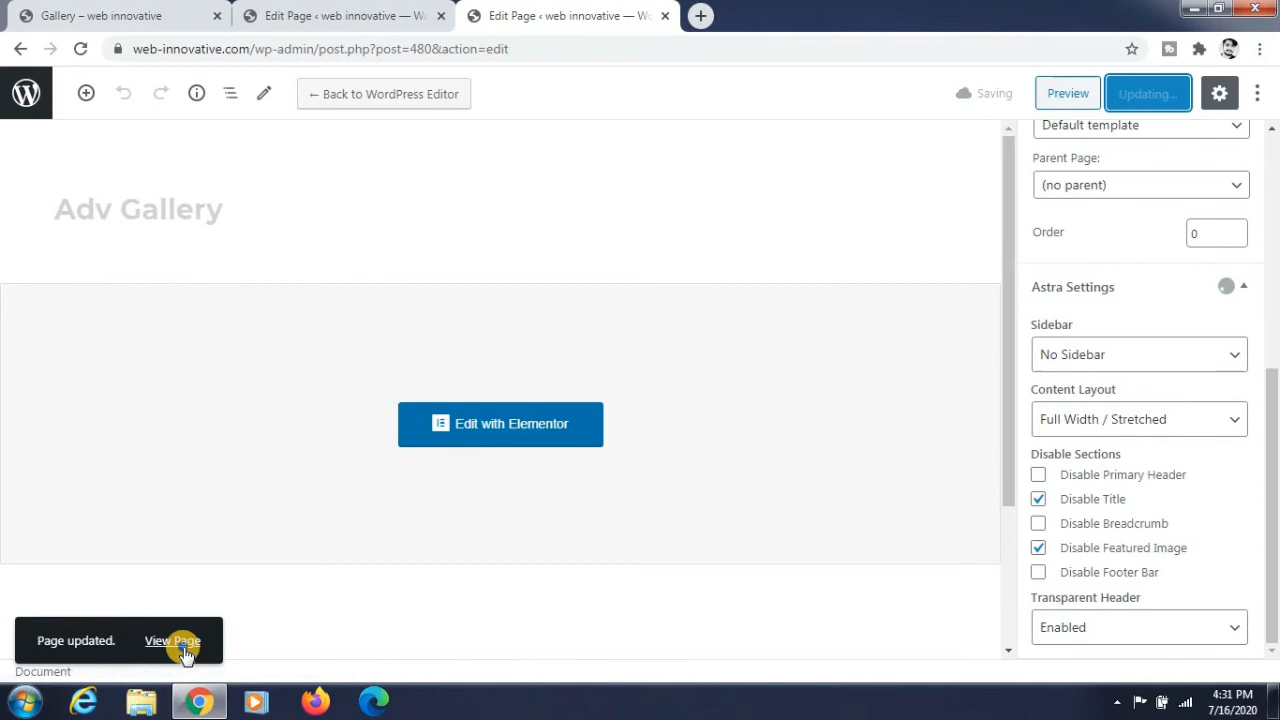 Gallery – web innovative
Edit Page ‹ web innovative — W
Edit Page ‹ web innovative — W
web-innovative.com/wp-admin/post.php?post=480&action=edit
← Back to WordPress Editor
Saving
Preview
Updating...
Default template
Parent Page:
(no parent)
Adv Gallery
Order
0
Astra Settings
Sidebar
No Sidebar
Content Layout
Full Width / Stretched
Edit with Elementor
Disable Sections
Disable Primary Header
Disable Title
Disable Breadcrumb
Disable Featured Image
Disable Footer Bar
Transparent Header
Enabled
Page updated.
View Page
Document
4:31 PM
7/16/2020